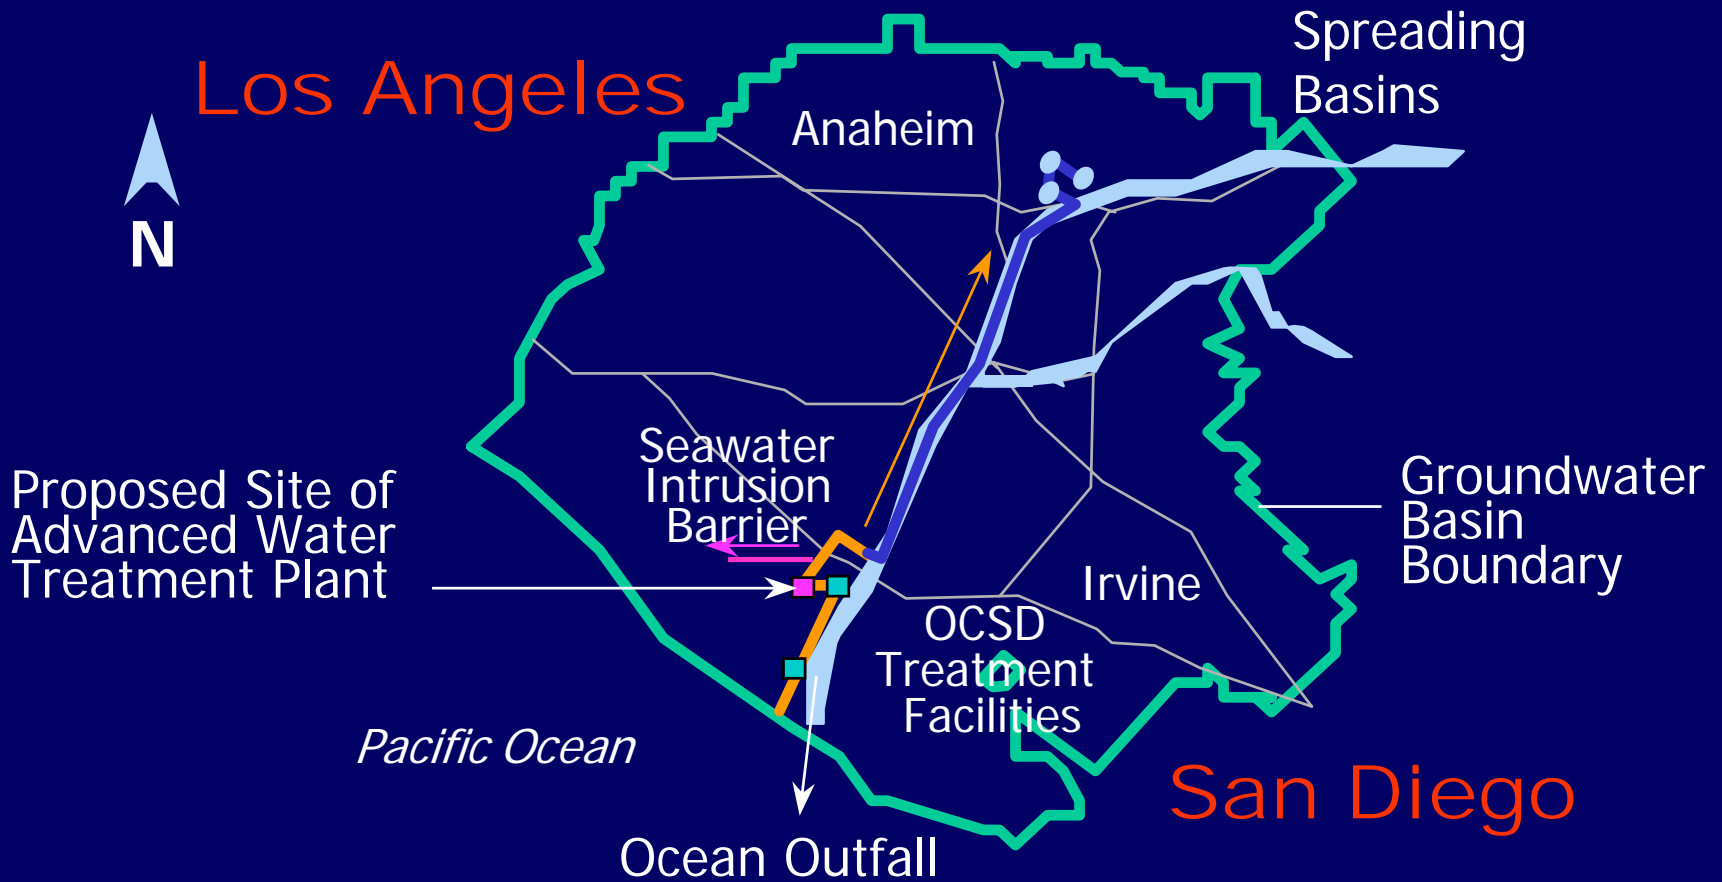 Spreading
Basins
Los Angeles
Anaheim
N
Seawater
Intrusion
Barrier
Proposed Site of
Advanced Water
Treatment Plant
Groundwater
Basin
Boundary
Irvine
OCSD
Treatment
Facilities
Pacific Ocean
San Diego
Ocean Outfall